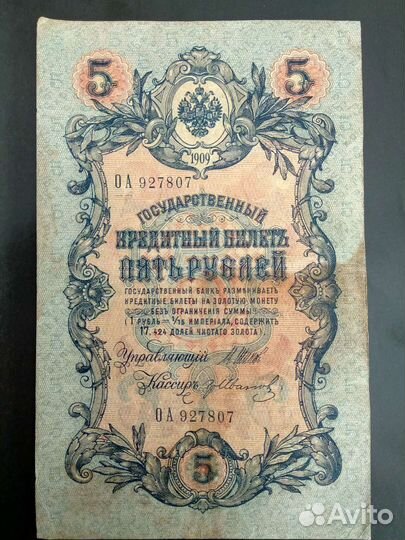 5 5
1909
ОА 927807
ГОСУДАРСТВЕННЫЙ
КРЕДИТНЫЙ БИЛЕТЪ
ПЯТЬ РУБЛЕЙ
ГОСУДАРСТВЕННЫЙ БАНКЪ РАЗМѢНИВАЕТЪ
КРЕДИТНЫЕ БИЛЕТЫ НА ЗОЛОТУЮ МОНЕТУ
БЕЗЪ ОГРАНИЧЕНІЯ СУММЫ
(1 РУБЛЬ = 1/15 ИМПЕРІАЛА, СОДЕРЖИТЪ
17,424 ДОЛЕЙ ЧИСТАГО ЗОЛОТА).
Управляющій
Кассиръ
ОА 927807
5
Avito